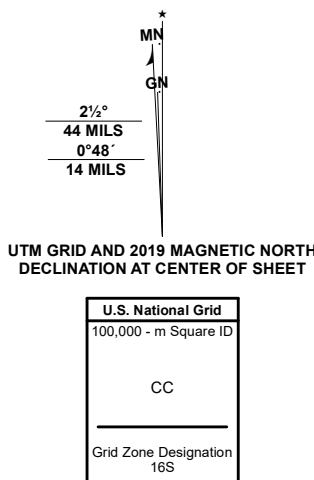 ★
MN
GN
2½°
44 MILS
0°48´
14 MILS
UTM GRID AND 2019 MAGNETIC NORTH
DECLINATION AT CENTER OF SHEET
U.S. National Grid
100,000 - m Square ID
CC
Grid Zone Designation
16S